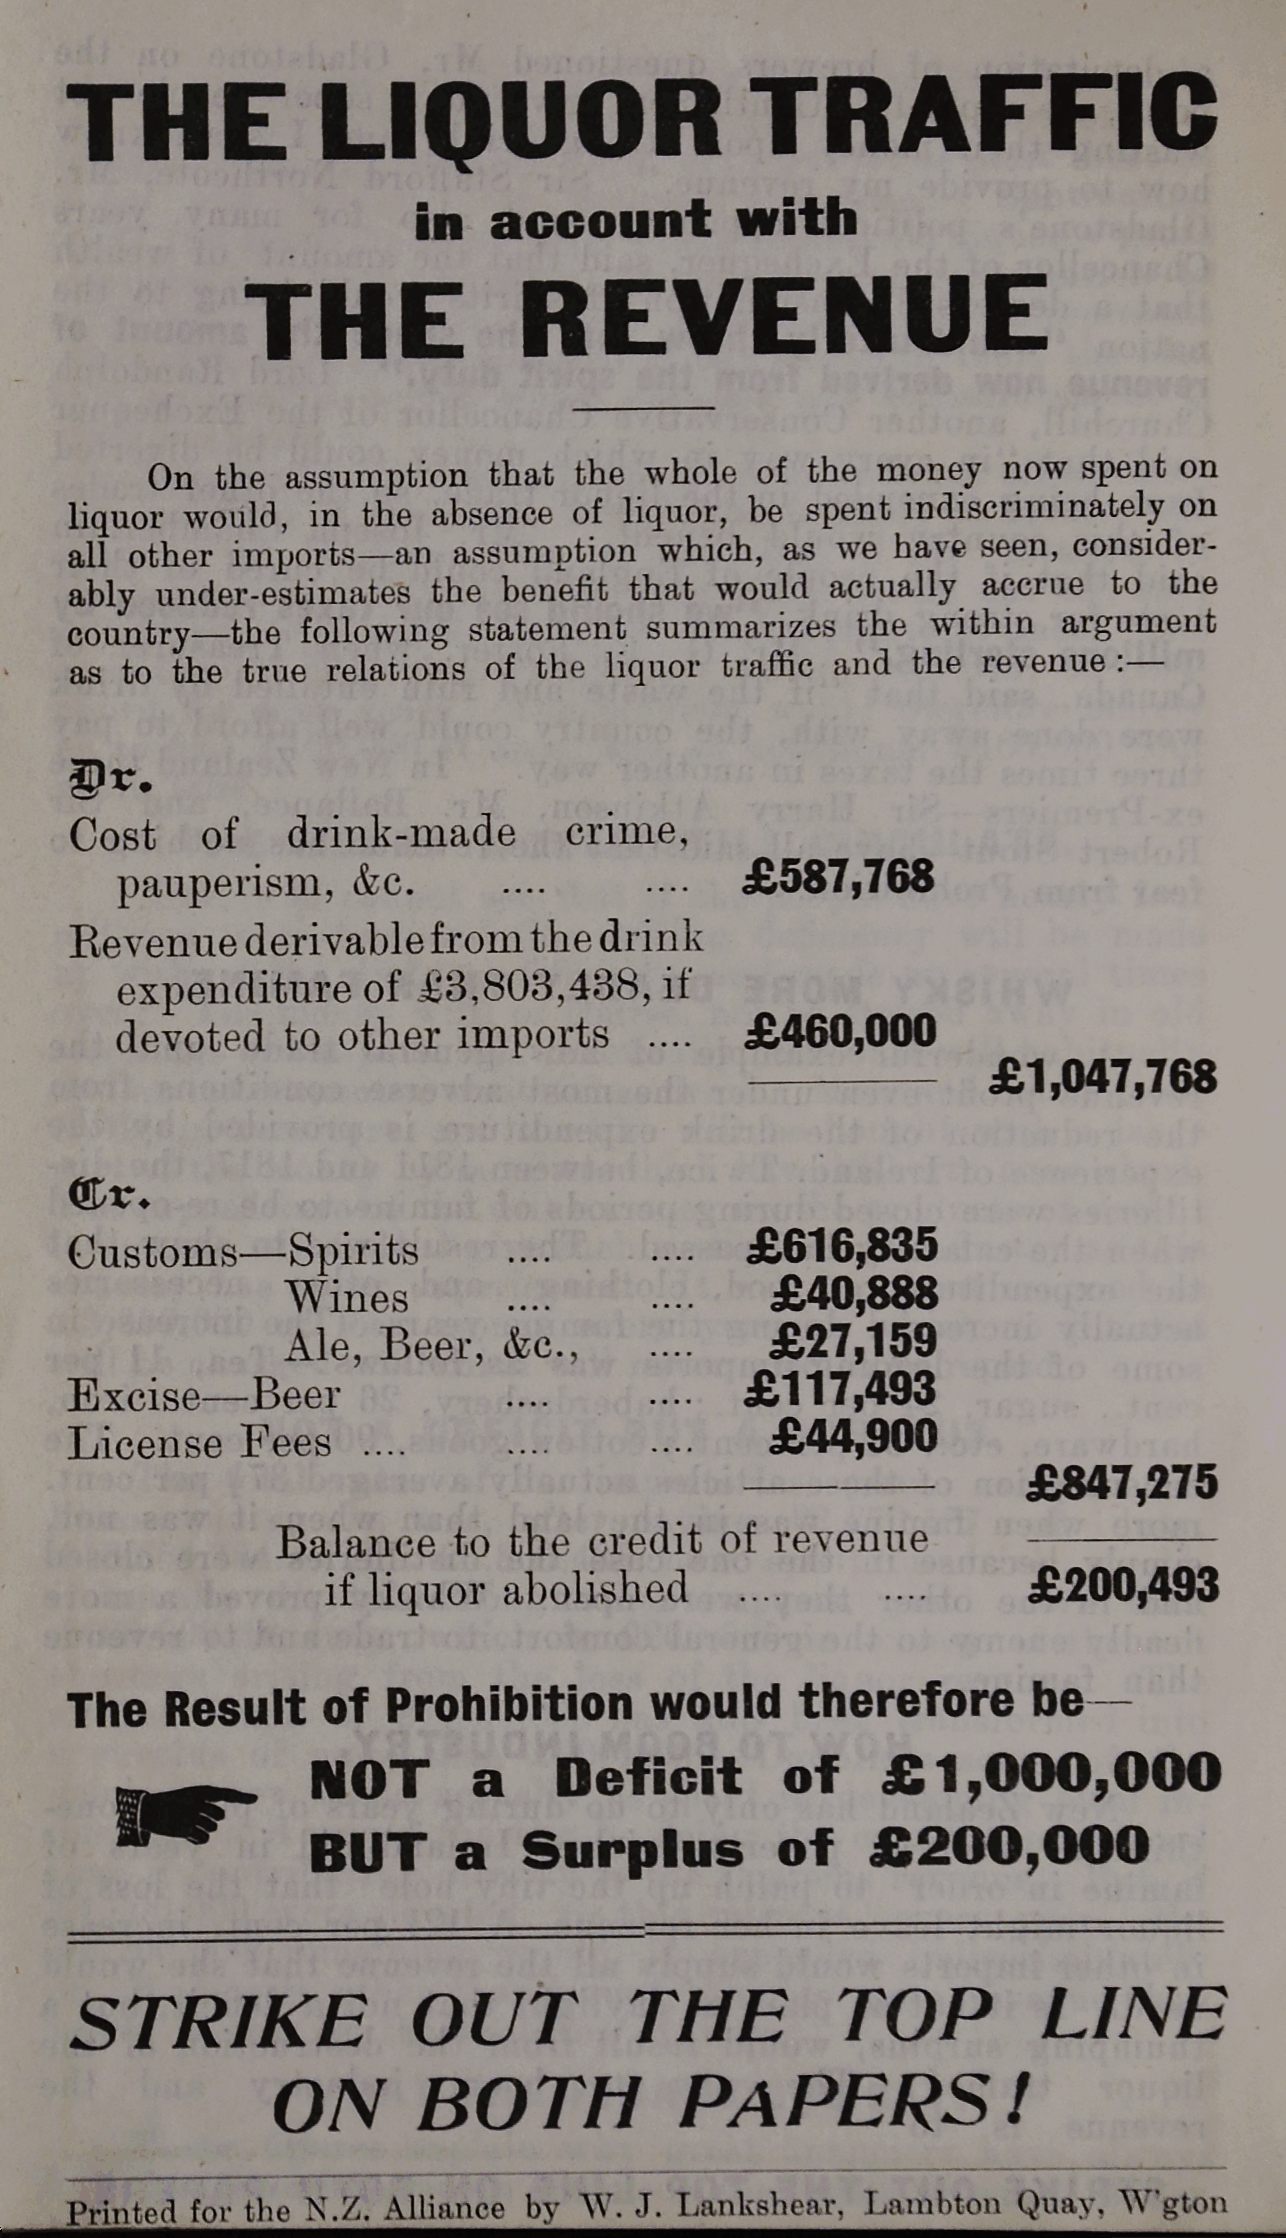 THE LIQUOR TRAFFIC
in account with
THE REVENUE
On the assumption that the whole of the money now spent on
liquor would, in the absence of liquor, be spent indiscriminately on
all other imports—an assumption which, as we have seen, consider-
ably under-estimates the benefit that would actually accrue to the
country—the following statement summarizes the within argument
as to the true relations of the liquor traffic and the revenue :—
Dr.
Cost of drink-made crime,
pauperism, &c. .... .... £587,768
Revenue derivable from the drink
expenditure of £3,803,438, if
devoted to other imports .... £460,000
£1,047,768
Cr.
Customs—Spirits .... .... £616,835
Wines .... .... £40,888
Ale, Beer, &c., .... £27,159
Excise—Beer .... .... £117,493
License Fees .... .... .... £44,900
£847,275
Balance to the credit of revenue
if liquor abolished .... .... £200,493
The Result of Prohibition would therefore be—
NOT a Deficit of £1,000,000
BUT a Surplus of £200,000
STRIKE OUT THE TOP LINE
ON BOTH PAPERS!
Printed for the N.Z. Alliance by W. J. Lankshear, Lambton Quay, W'gton